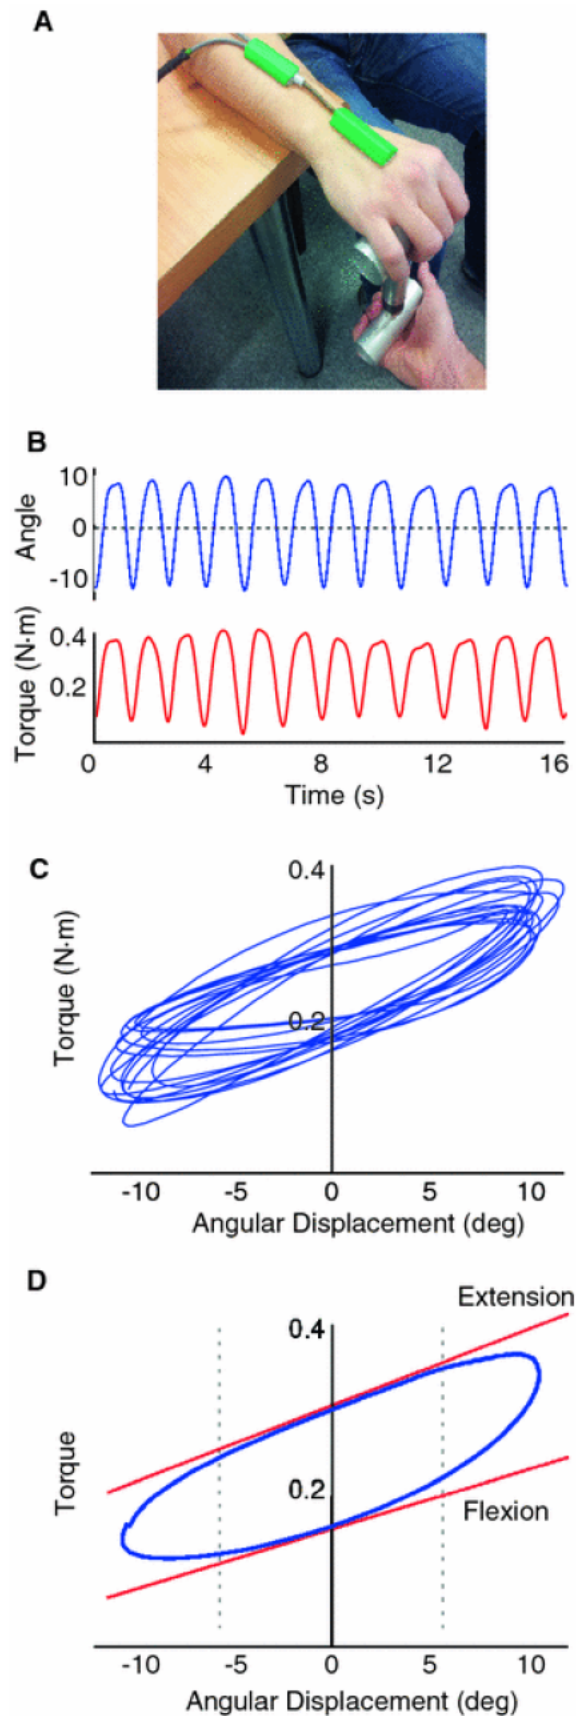 A
B
Angle
10
0
-10
Torque (N·m)
0.4
0.2
0 4 8 12 16
Time (s)
C
Torque (N·m)
0.4
0.2
-10 -5 0 5 10
Angular Displacement (deg)
D
Extension
0.4
Torque
0.2
Flexion
-10 -5 0 5 10
Angular Displacement (deg)